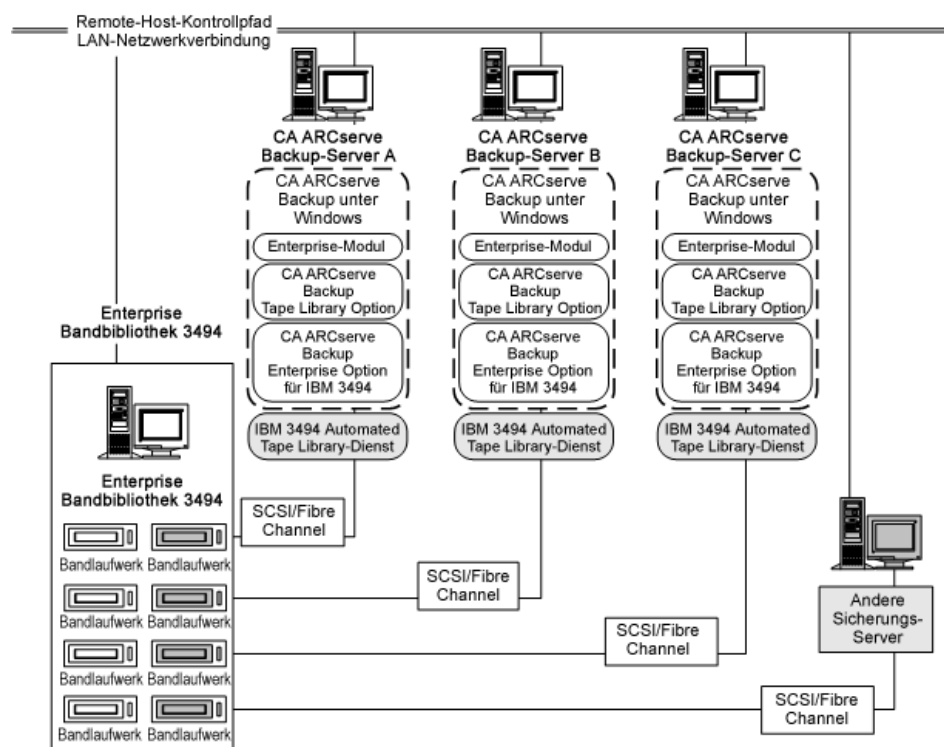 Remote-Host-Kontrollpfad
LAN-Netzwerkverbindung
CA ARCserve
Backup-Server A
CA ARCserve
Backup unter
Windows
Enterprise-Modul
CA ARCserve
Backup
Tape Library Option
CA ARCserve
Backup
Enterprise Option
für IBM 3494
IBM 3494 Automated
Tape Library-Dienst
CA ARCserve
Backup-Server B
CA ARCserve
Backup unter
Windows
Enterprise-Modul
CA ARCserve
Backup
Tape Library Option
CA ARCserve
Backup
Enterprise Option
für IBM 3494
IBM 3494 Automated
Tape Library-Dienst
CA ARCserve
Backup-Server C
CA ARCserve
Backup unter
Windows
Enterprise-Modul
CA ARCserve
Backup
Tape Library Option
CA ARCserve
Backup
Enterprise Option
für IBM 3494
IBM 3494 Automated
Tape Library-Dienst
Enterprise
Bandbibliothek 3494
Enterprise
Bandbibliothek 3494
Bandlaufwerk Bandlaufwerk
Bandlaufwerk Bandlaufwerk
Bandlaufwerk Bandlaufwerk
Bandlaufwerk Bandlaufwerk
SCSI/Fibre
Channel
SCSI/Fibre
Channel
SCSI/Fibre
Channel
SCSI/Fibre
Channel
Andere
Sicherungs-
Server